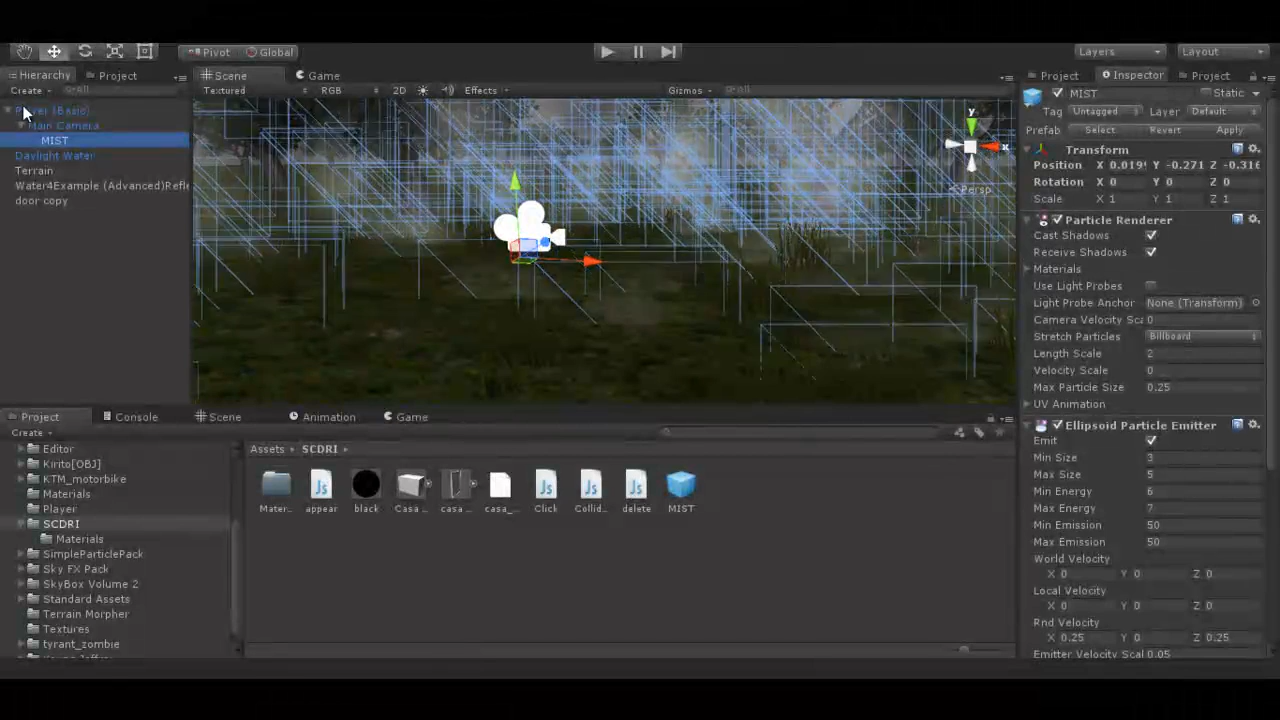 Pivot Global Layers Layout
Hierarchy Project Scene Game Project Inspector Project
Create Textured RGB 2D Effects Gizmos MIST Static
Player (Basic) Tag Untagged Layer Default
Main Camera Prefab Select Revert Apply
MIST Transform
Daylight Water Position X 0.019 Y -0.271 Z -0.316
Terrain Rotation X 0 Y 0 Z 0
Water4Example (Advanced)Refle Scale X 1 Y 1 Z 1
door copy
y
x
Persp
Particle Renderer
Cast Shadows
Receive Shadows
Materials
Use Light Probes
Light Probe Anchor None (Transform)
Camera Velocity Sca 0
Stretch Particles Billboard
Length Scale 2
Velocity Scale 0
Max Particle Size 0.25
UV Animation
Ellipsoid Particle Emitter
Emit
Min Size 3
Max Size 5
Min Energy 6
Max Energy 7
Min Emission 50
Max Emission 50
World Velocity
X 0 Y 0 Z 0
Local Velocity
X 0 Y 0 Z 0
Rnd Velocity
X 0.25 Y 0 Z 0.25
Emitter Velocity Scal 0.05
Project Console Scene Animation Game
Create
Assets SCDRI
Editor
Kirito[OBJ]
KTM_motorbike
Materials
Player
SCDRI
Materials
SimpleParticlePack
Sky FX Pack
SkyBox Volume 2
Standard Assets
Terrain Morpher
Textures
tyrant_zombie
Js Js Js Js
Mater... appear black Casa ... casa ... casa_... Click Collid... delete MIST